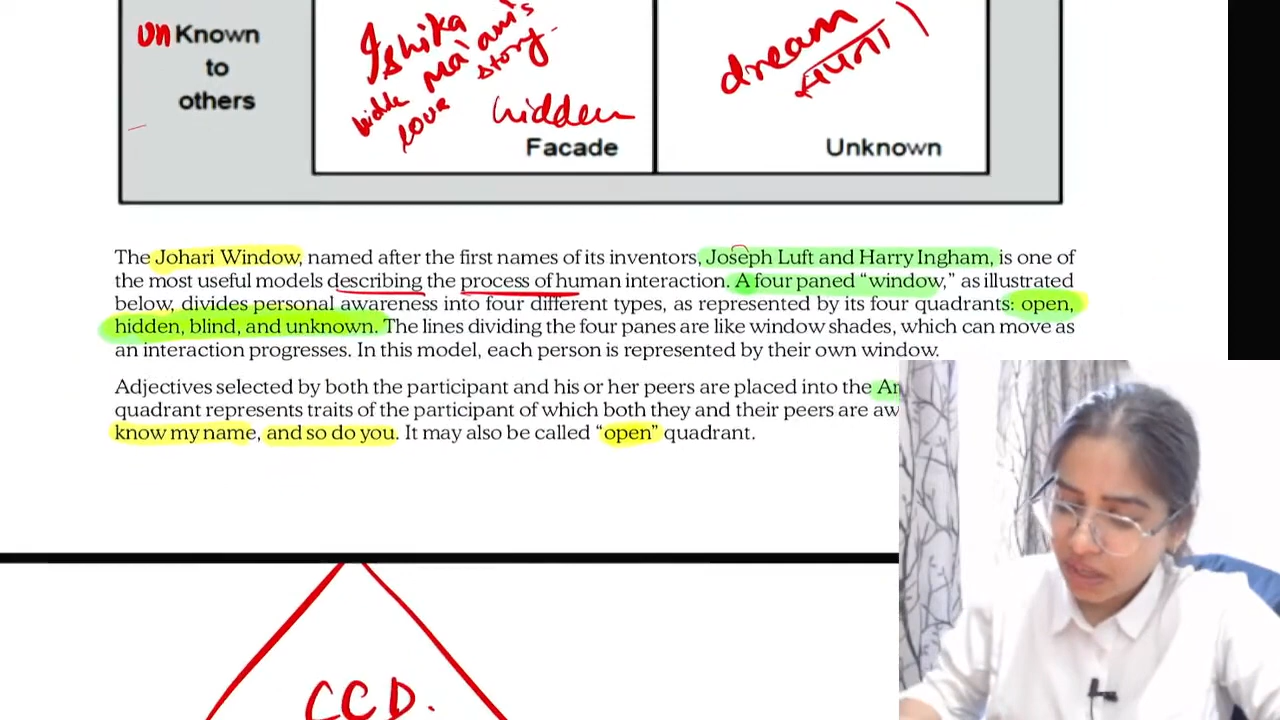 un Known
to
others
Ishika
Ma'am's
story.
hidde
love
hidden
Facade
dream
सपना
Unknown
The Johari Window, named after the first names of its inventors, Joseph Luft and Harry Ingham, is one of
the most useful models describing the process of human interaction. A four paned “window,” as illustrated
below, divides personal awareness into four different types, as represented by its four quadrants: open,
hidden, blind, and unknown. The lines dividing the four panes are like window shades, which can move as
an interaction progresses. In this model, each person is represented by their own window.
Adjectives selected by both the participant and his or her peers are placed into the
quadrant represents traits of the participant of which both they and their peers are
know my name, and so do you. It may also be called “open” quadrant.
CCD.